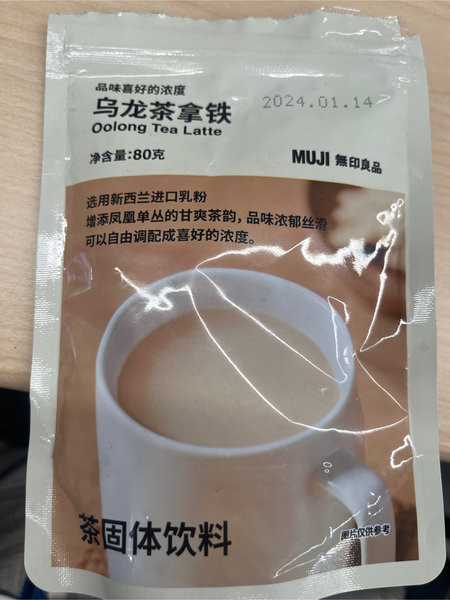 品味喜好的浓度
乌龙茶拿铁
Oolong Tea Latte
2024.01.14
净含量:80克
MUJI 無印良品
选用新西兰进口乳粉
增添凤凰单丛的甘爽茶韵,品味浓郁丝滑
可以自由调配成喜好的浓度。
茶固体饮料
图片仅供参考